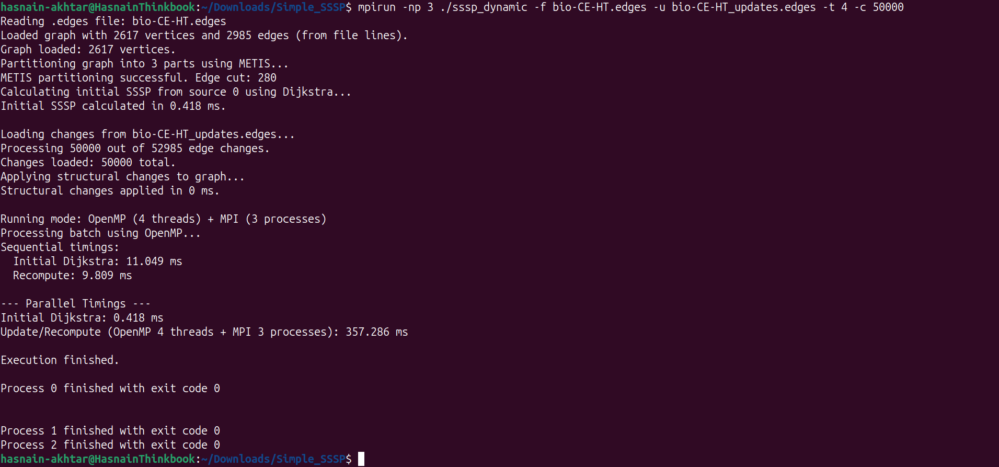 hasnain-akhtar@HasnainThinkbook:~/Downloads/Simple_SSSP$ mpirun -np 3 ./sssp_dynamic -f bio-CE-HT.edges -u bio-CE-HT_updates.edges -t 4 -c 50000
Reading .edges file: bio-CE-HT.edges
Loaded graph with 2617 vertices and 2985 edges (from file lines).
Graph loaded: 2617 vertices.
Partitioning graph into 3 parts using METIS...
METIS partitioning successful. Edge cut: 280
Calculating initial SSSP from source 0 using Dijkstra...
Initial SSSP calculated in 0.418 ms.
Loading changes from bio-CE-HT_updates.edges...
Processing 50000 out of 52985 edge changes.
Changes loaded: 50000 total.
Applying structural changes to graph...
Structural changes applied in 0 ms.
Running mode: OpenMP (4 threads) + MPI (3 processes)
Processing batch using OpenMP...
Sequential timings:
  Initial Dijkstra: 11.049 ms
  Recompute: 9.809 ms
--- Parallel Timings ---
Initial Dijkstra: 0.418 ms
Update/Recompute (OpenMP 4 threads + MPI 3 processes): 357.286 ms
Execution finished.
Process 0 finished with exit code 0
Process 1 finished with exit code 0
Process 2 finished with exit code 0
hasnain-akhtar@HasnainThinkbook:~/Downloads/Simple_SSSP$